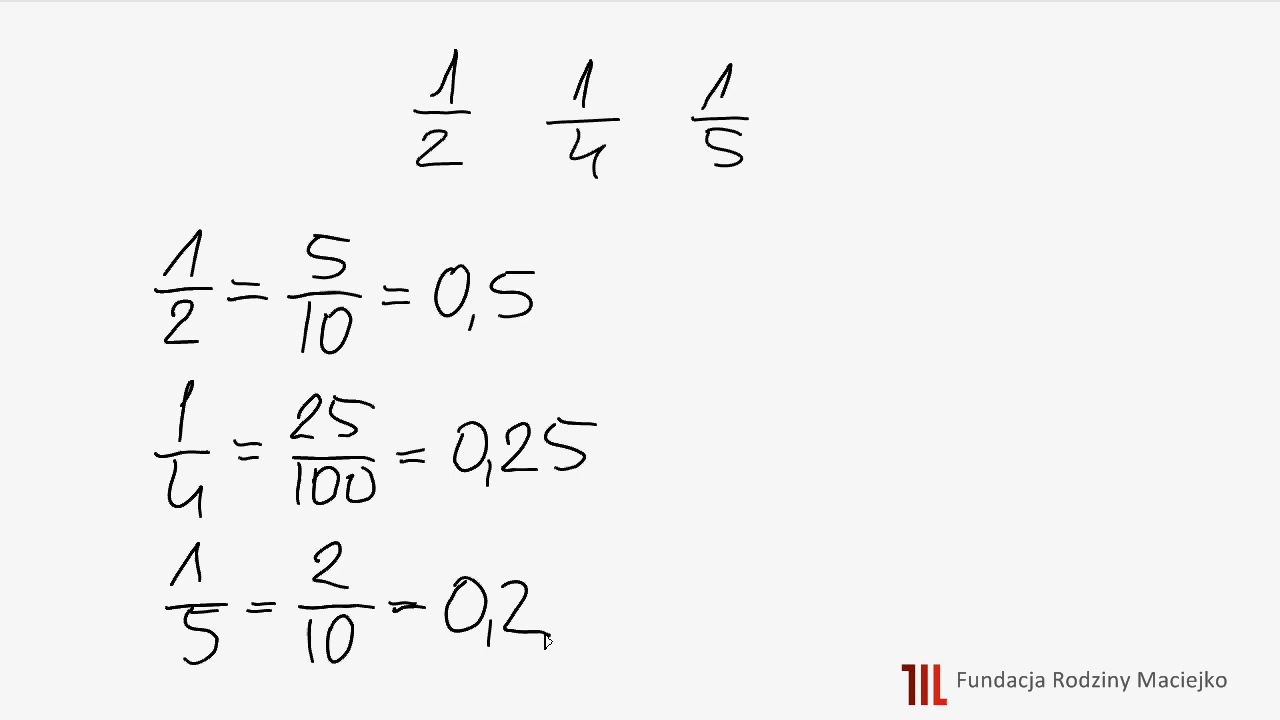 1/2 1/4 1/5
1/2 = 5/10 = 0,5
1/4 = 25/100 = 0,25
1/5 = 2/10 = 0,2
Fundacja Rodziny Maciejko